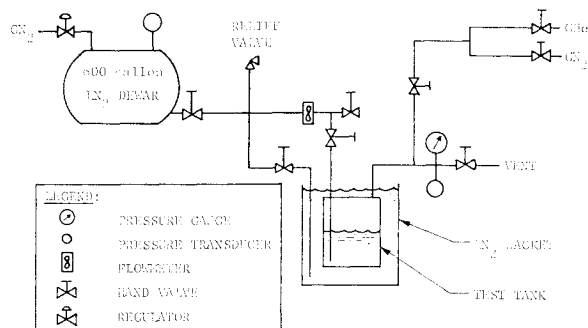 GN2
RELIEF
VALVE
GHe
GN2
600 gallon
LN2 DEWAR
VENT
LEGEND:
PRESSURE GAUGE
PRESSURE TRANSDUCER
FLOWMETER
HAND VALVE
REGULATOR
LN2 JACKET
TEST TANK